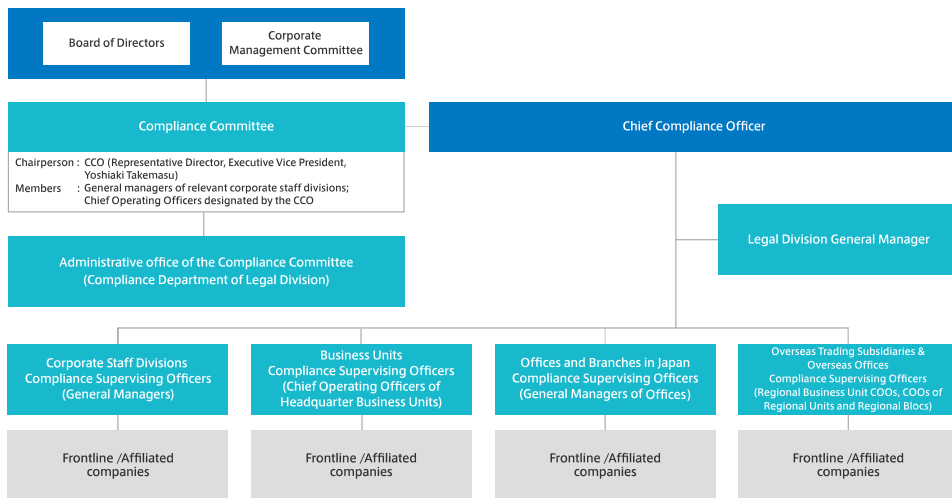 Board of Directors
Corporate
Management Committee
Compliance Committee
Chief Compliance Officer
Chairperson : CCO (Representative Director, Executive Vice President,
Yoshiaki Takemasu)
Members : General managers of relevant corporate staff divisions;
Chief Operating Officers designated by the CCO
Legal Division General Manager
Administrative office of the Compliance Committee
(Compliance Department of Legal Division)
Corporate Staff Divisions
Compliance Supervising Officers
(General Managers)
Business Units
Compliance Supervising Officers
(Chief Operating Officers of
Headquarter Business Units)
Offices and Branches in Japan
Compliance Supervising Officers
(General Managers of Offices)
Overseas Trading Subsidiaries &
Overseas Offices
Compliance Supervising Officers
(Regional Business Unit COOs, COOs of
Regional Units and Regional Blocs)
Frontline /Affiliated
companies
Frontline /Affiliated
companies
Frontline /Affiliated
companies
Frontline /Affiliated
companies